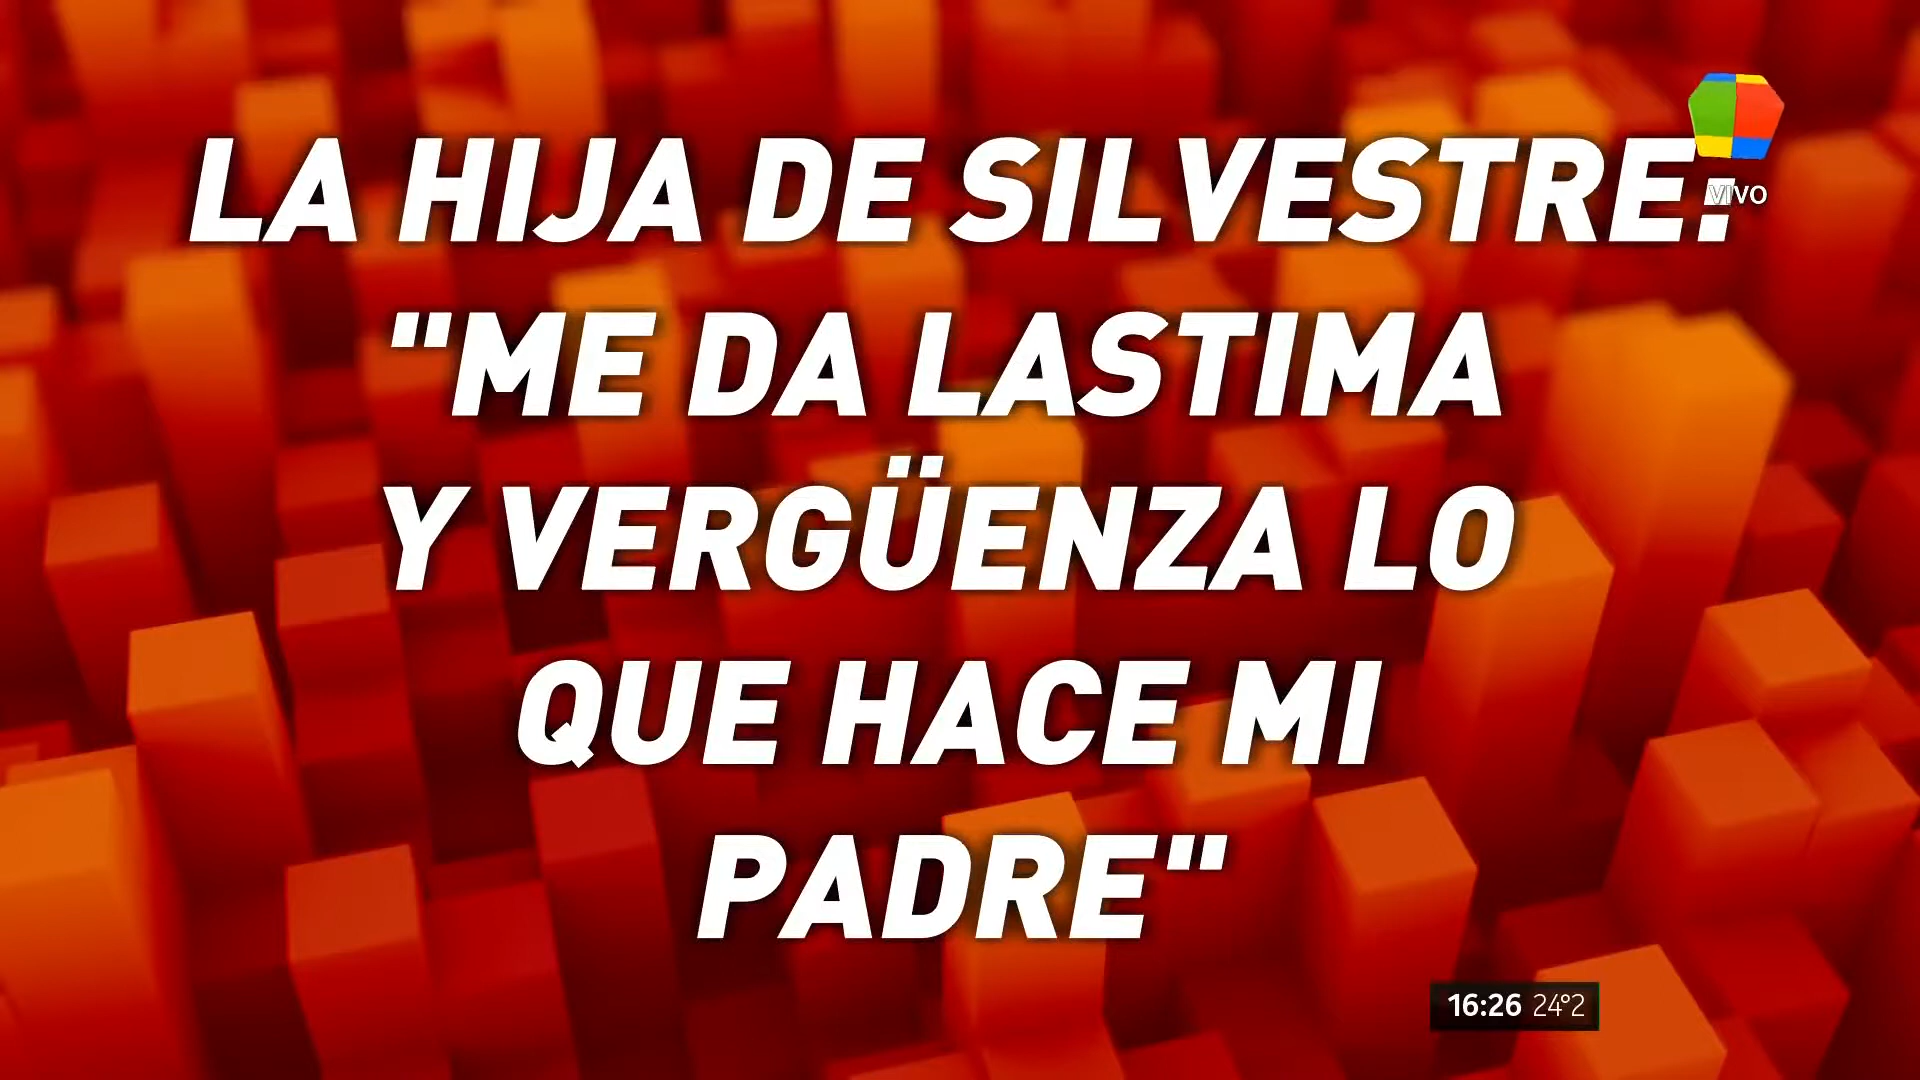 LA HIJA DE SILVESTRE:
"ME DA LASTIMA
Y VERGÜENZA LO
QUE HACE MI
PADRE"
VIVO
16:26 24°2